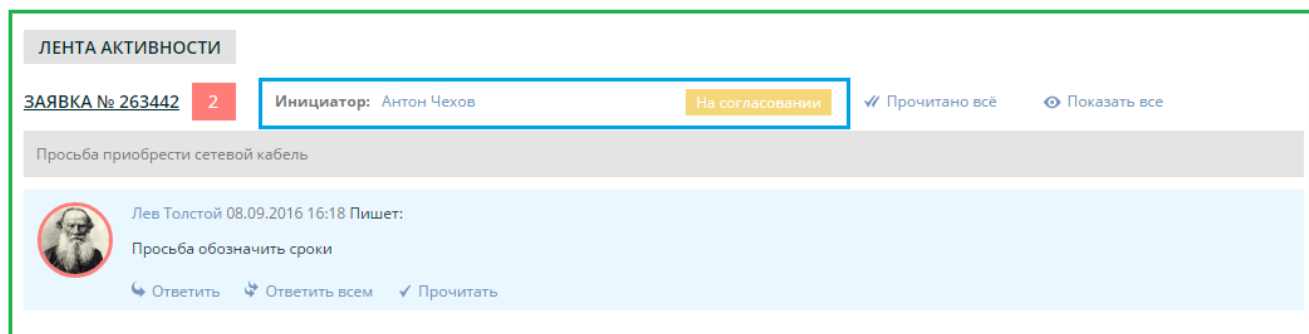 ЛЕНТА АКТИВНОСТИ
ЗАЯВКА № 263442 2 Инициатор: Антон Чехов На согласовании Прочитано всё Показать все
Просьба приобрести сетевой кабель
Лев Толстой 08.09.2016 16:18 Пишет:
Просьба обозначить сроки
Ответить Ответить всем Прочитать